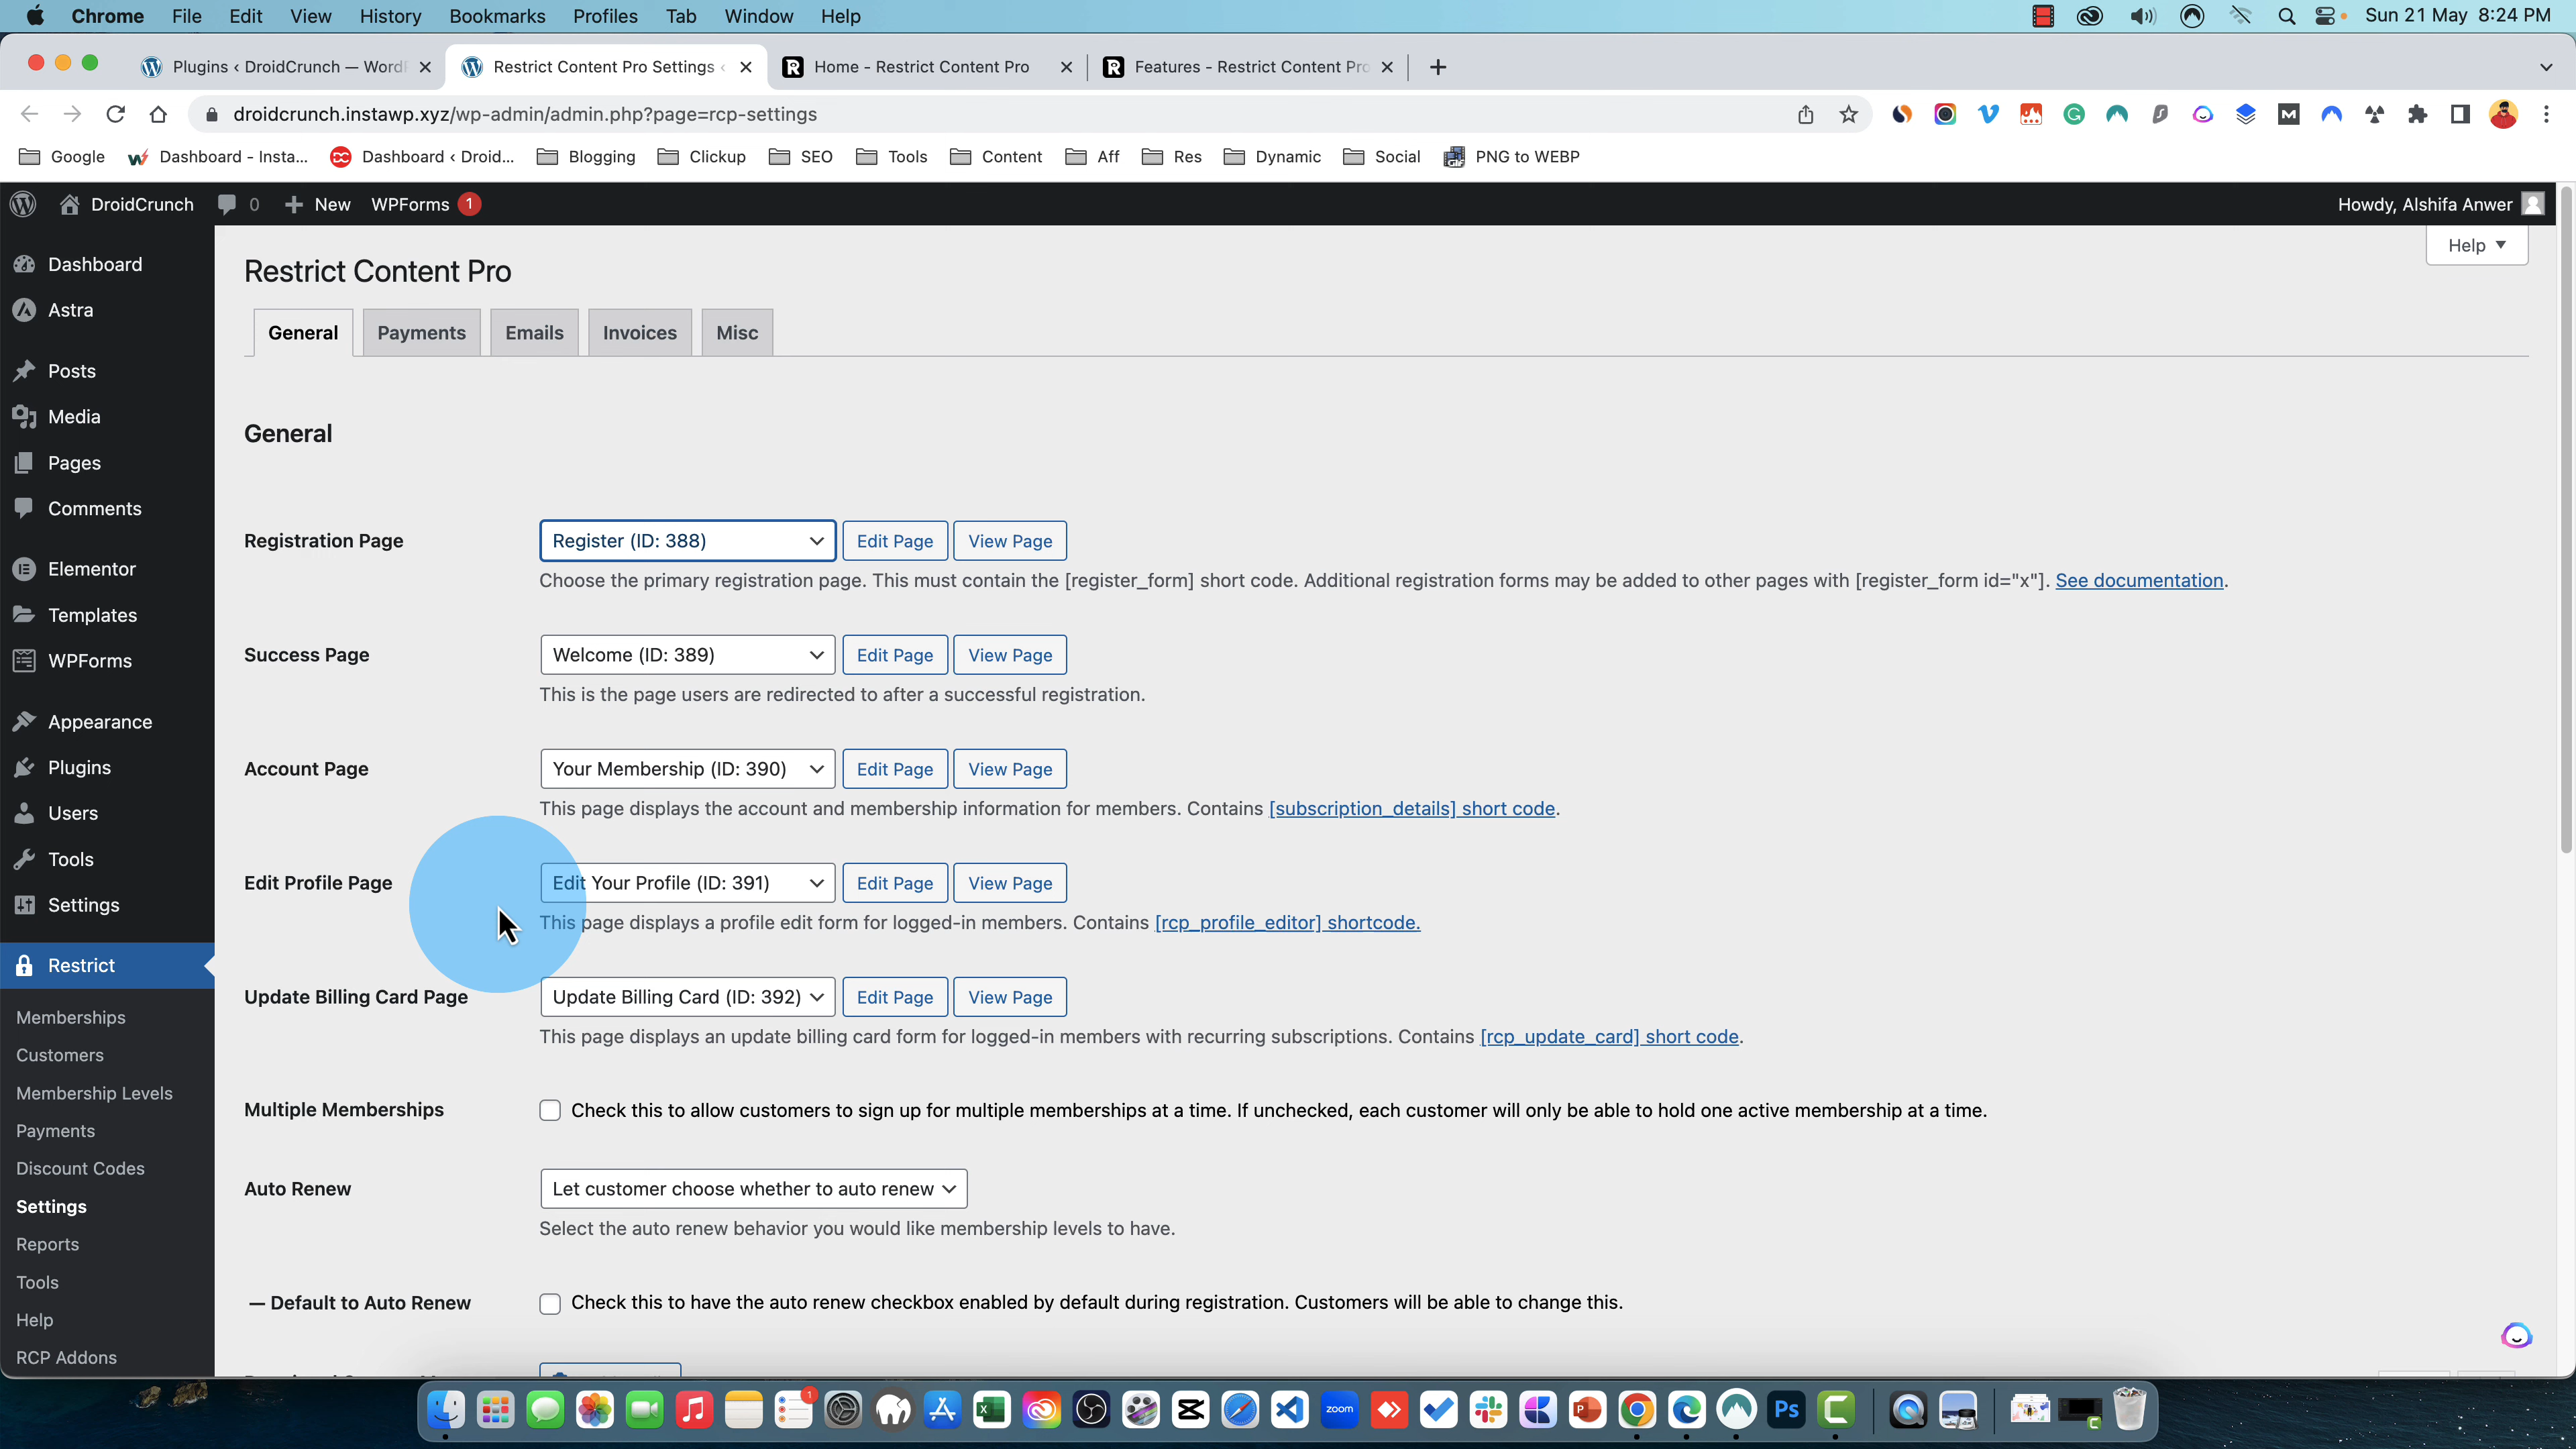 Chrome File Edit View History Bookmarks Profiles Tab Window Help
1
Sun 21 May 8:24 PM
Plugins ‹ DroidCrunch — Word
Restrict Content Pro Settings ‹
Home - Restrict Content Pro
Features - Restrict Content Pro
droidcrunch.instawp.xyz/wp-admin/admin.php?page=rcp-settings
Google
Dashboard - Insta...
Dashboard ‹ Droid...
Blogging
Clickup
SEO
Tools
Content
Aff
Res
Dynamic
Social
PNG to WEBP
DroidCrunch
0
New
WPForms 1
Howdy, Alshifa Anwer
Help ▼
Dashboard
Astra
Posts
Media
Pages
Comments
Elementor
Templates
WPForms
Appearance
Plugins
Users
Tools
Settings
Restrict
Memberships
Customers
Membership Levels
Payments
Discount Codes
Settings
Reports
Tools
Help
RCP Addons
Restrict Content Pro
General
Payments
Emails
Invoices
Misc
General
Registration Page
Register (ID: 388)
Edit Page
View Page
Choose the primary registration page. This must contain the [register_form] short code. Additional registration forms may be added to other pages with [register_form id="x"]. See documentation.
Success Page
Welcome (ID: 389)
Edit Page
View Page
This is the page users are redirected to after a successful registration.
Account Page
Your Membership (ID: 390)
Edit Page
View Page
This page displays the account and membership information for members. Contains [subscription_details] short code.
Edit Profile Page
Edit Your Profile (ID: 391)
Edit Page
View Page
This page displays a profile edit form for logged-in members. Contains [rcp_profile_editor] shortcode.
Update Billing Card Page
Update Billing Card (ID: 392)
Edit Page
View Page
This page displays an update billing card form for logged-in members with recurring subscriptions. Contains [rcp_update_card] short code.
Multiple Memberships
Check this to allow customers to sign up for multiple memberships at a time. If unchecked, each customer will only be able to hold one active membership at a time.
Auto Renew
Let customer choose whether to auto renew
Select the auto renew behavior you would like membership levels to have.
— Default to Auto Renew
Check this to have the auto renew checkbox enabled by default during registration. Customers will be able to change this.
zoom
Ps